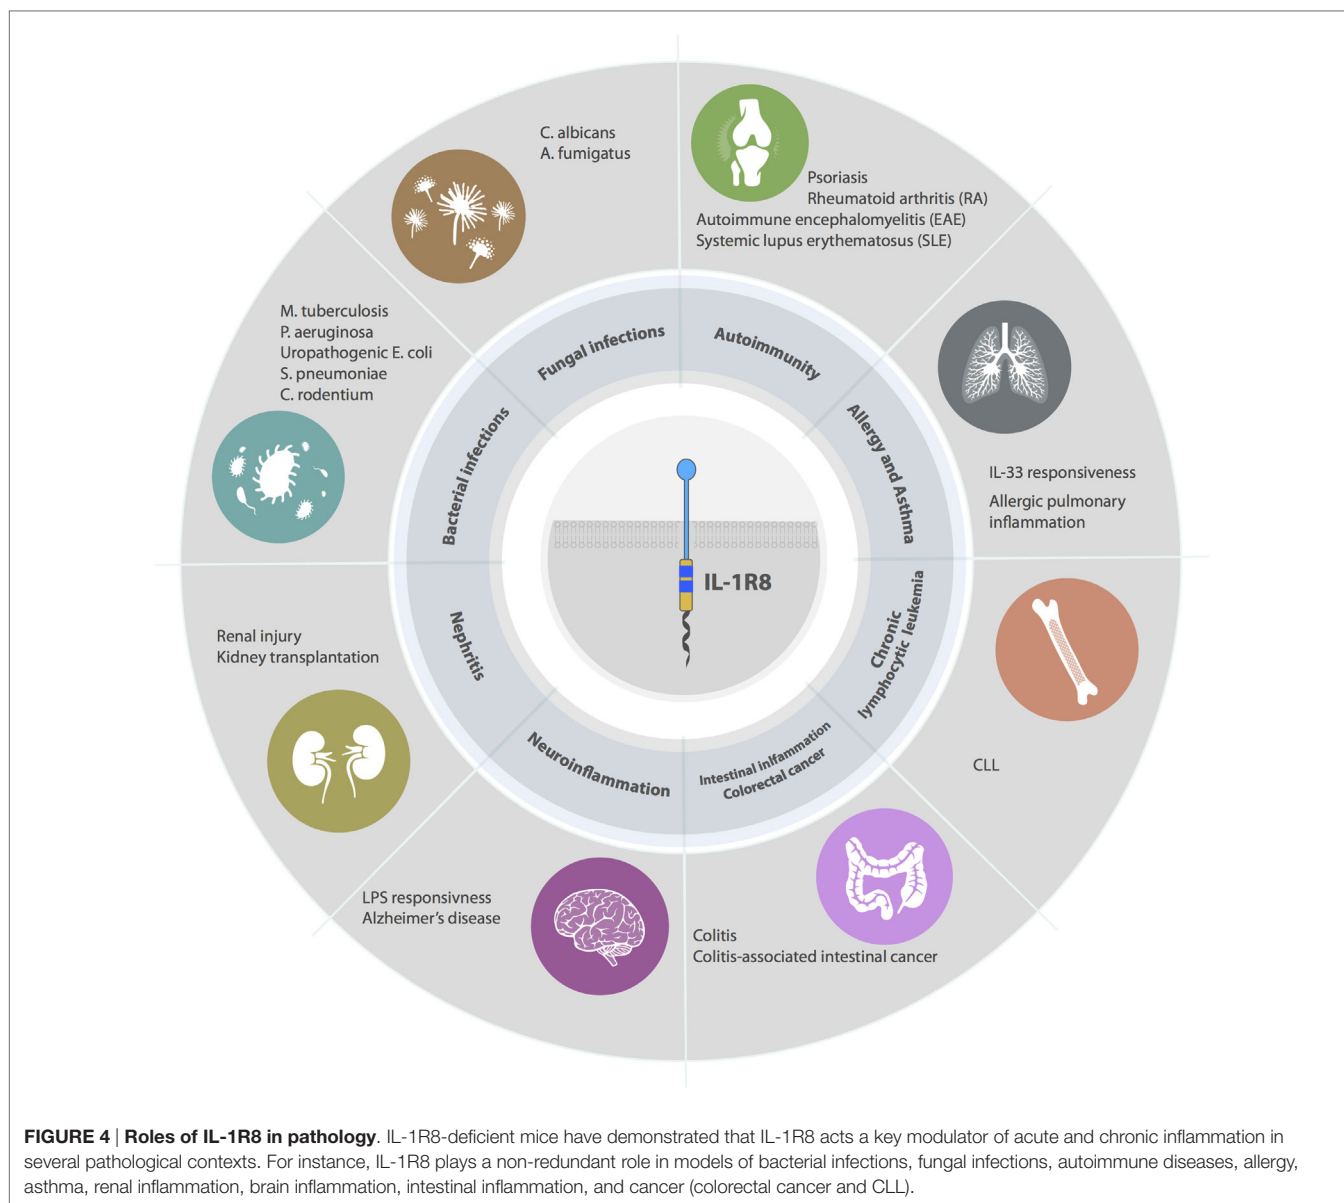 C. albicans
A. fumigatus
Psoriasis
Rheumatoid arthritis (RA)
Autoimmune encephalomyelitis (EAE)
Systemic lupus erythematosus (SLE)
M. tuberculosis
P. aeruginosa
Uropathogenic E. coli
S. pneumoniae
C. rodentium
Fungal infections
Autoimmunity
Bacterial infections
Allergy and Asthma
IL-33 responsiveness
Allergic pulmonary
inflammation
IL-1R8
Renal injury
Kidney transplantation
Nephritis
Chronic
lymphocytic leukemia
CLL
Neuroinflammation
Intestinal inlfammation
Colorectal cancer
LPS responsivness
Alzheimer's disease
Colitis
Colitis-associated intestinal cancer
FIGURE 4 | Roles of IL-1R8 in pathology. IL-1R8-deficient mice have demonstrated that IL-1R8 acts a key modulator of acute and chronic inflammation in
several pathological contexts. For instance, IL-1R8 plays a non-redundant role in models of bacterial infections, fungal infections, autoimmune diseases, allergy,
asthma, renal inflammation, brain inflammation, intestinal inflammation, and cancer (colorectal cancer and CLL).